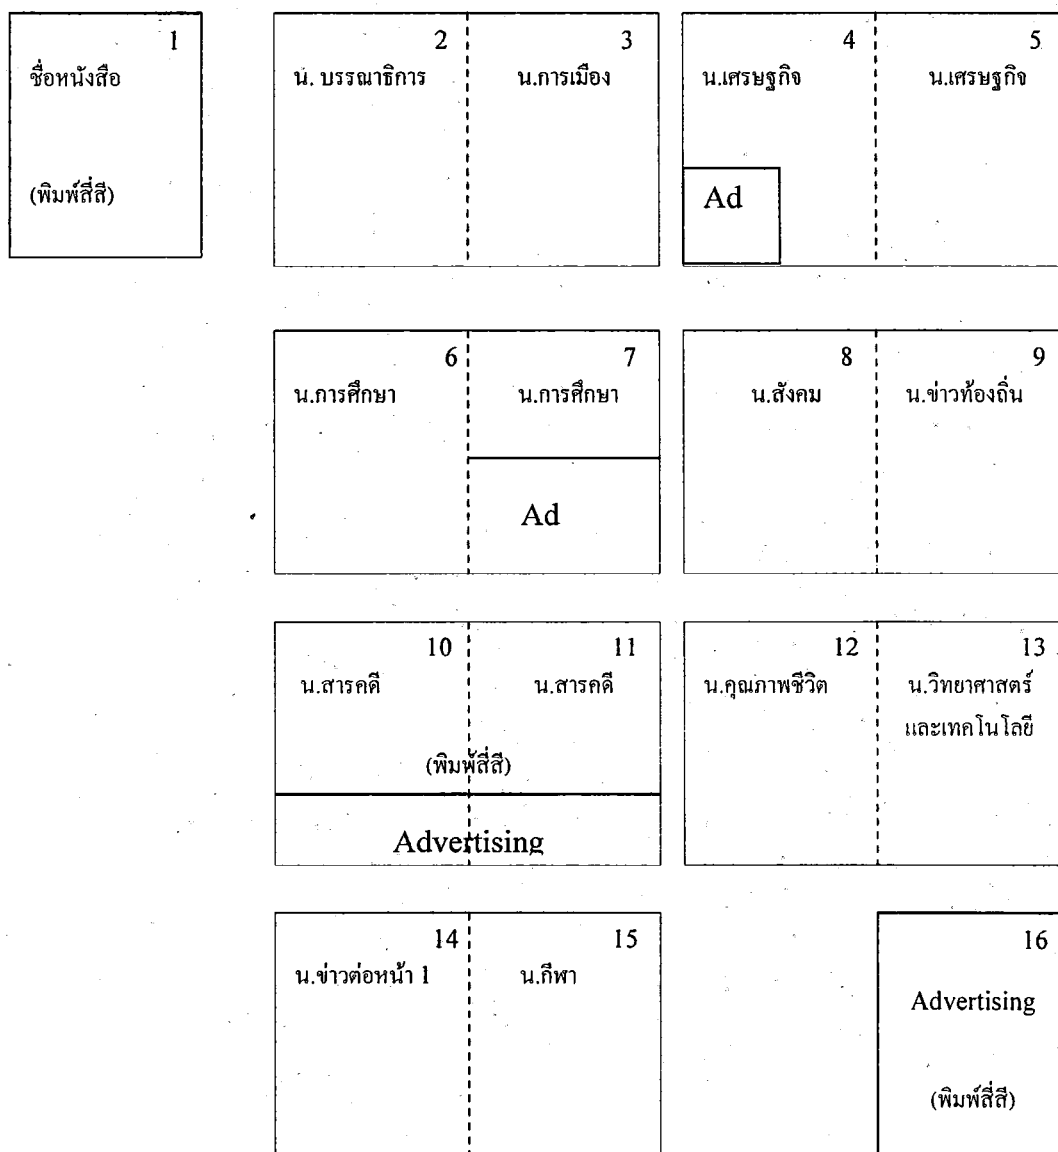 1
ชื่อหนังสือ
(พิมพ์สี่สี)
2
น. บรรณาธิการ
3
น.การเมือง
4
น.เศรษฐกิจ
Ad
5
น.เศรษฐกิจ
6
น.การศึกษา
7
น.การศึกษา
Ad
8
น.สังคม
9
น.ข่าวท้องถิ่น
10
น.สารคดี
11
น.สารคดี
(พิมพ์สี่สี)
Advertising
12
น.คุณภาพชีวิต
13
น.วิทยาศาสตร์
และเทคโนโลยี
14
น.ข่าวต่อหน้า 1
15
น.กีฬา
16
Advertising
(พิมพ์สี่สี)